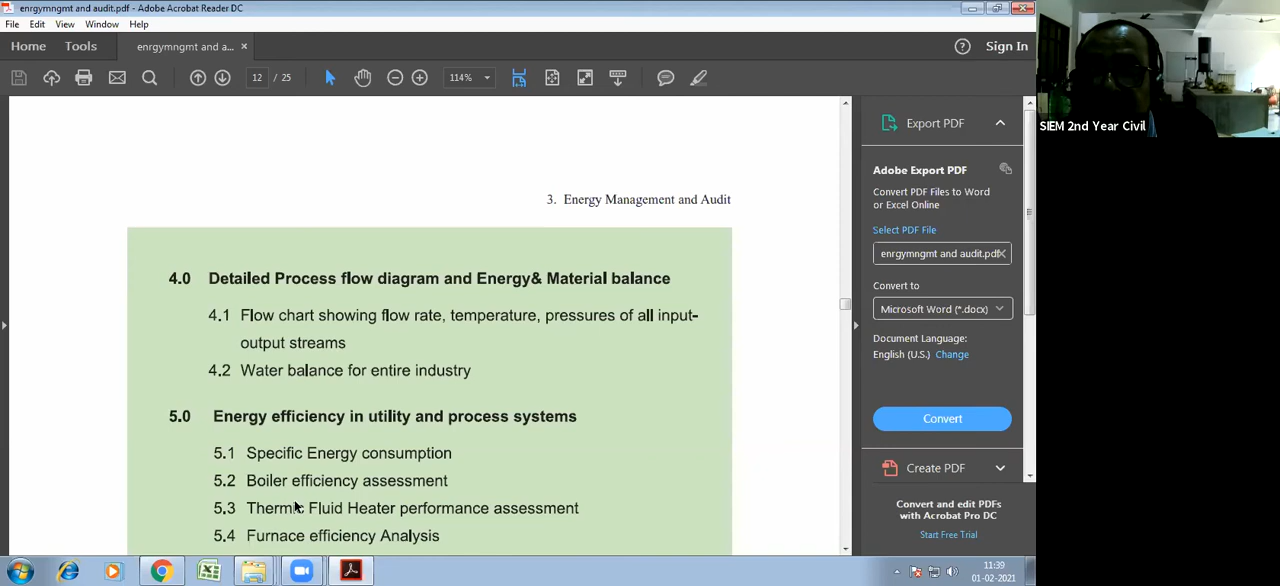 enrgymngmt and audit.pdf - Adobe Acrobat Reader DC
File Edit View Window Help
Home Tools enrgymngmt and a... × Sign In
12 / 25 114%
3. Energy Management and Audit
4.0 Detailed Process flow diagram and Energy& Material balance
4.1 Flow chart showing flow rate, temperature, pressures of all input-
output streams
4.2 Water balance for entire industry
5.0 Energy efficiency in utility and process systems
5.1 Specific Energy consumption
5.2 Boiler efficiency assessment
5.3 Thermic Fluid Heater performance assessment
5.4 Furnace efficiency Analysis
Export PDF
Adobe Export PDF
Convert PDF Files to Word
or Excel Online
Select PDF File
enrgymngmt and audit.pdf
Convert to
Microsoft Word (*.docx)
Document Language:
English (U.S.) Change
Convert
Create PDF
Convert and edit PDFs
with Acrobat Pro DC
Start Free Trial
SIEM 2nd Year Civil
11:39
01-02-2021